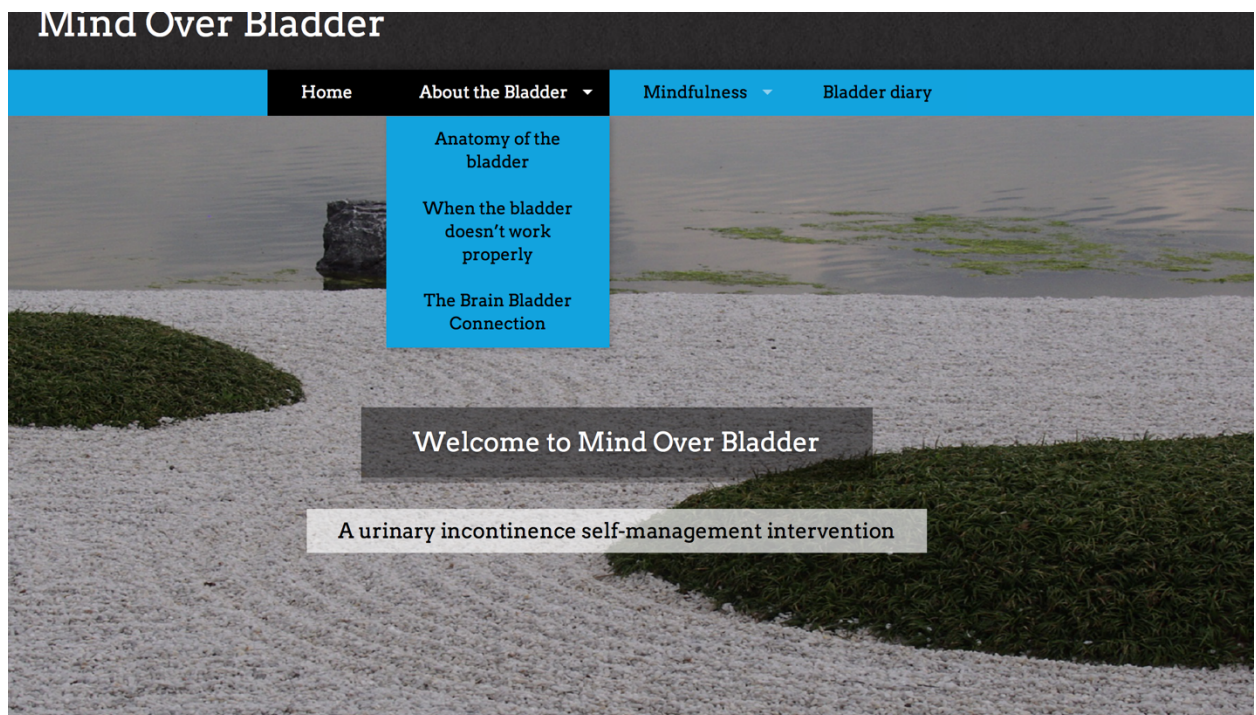 Mind Over Bladder
Home About the Bladder Mindfulness Bladder diary
Anatomy of the
bladder
When the bladder
doesn’t work
properly
The Brain Bladder
Connection
Welcome to Mind Over Bladder
A urinary incontinence self-management intervention